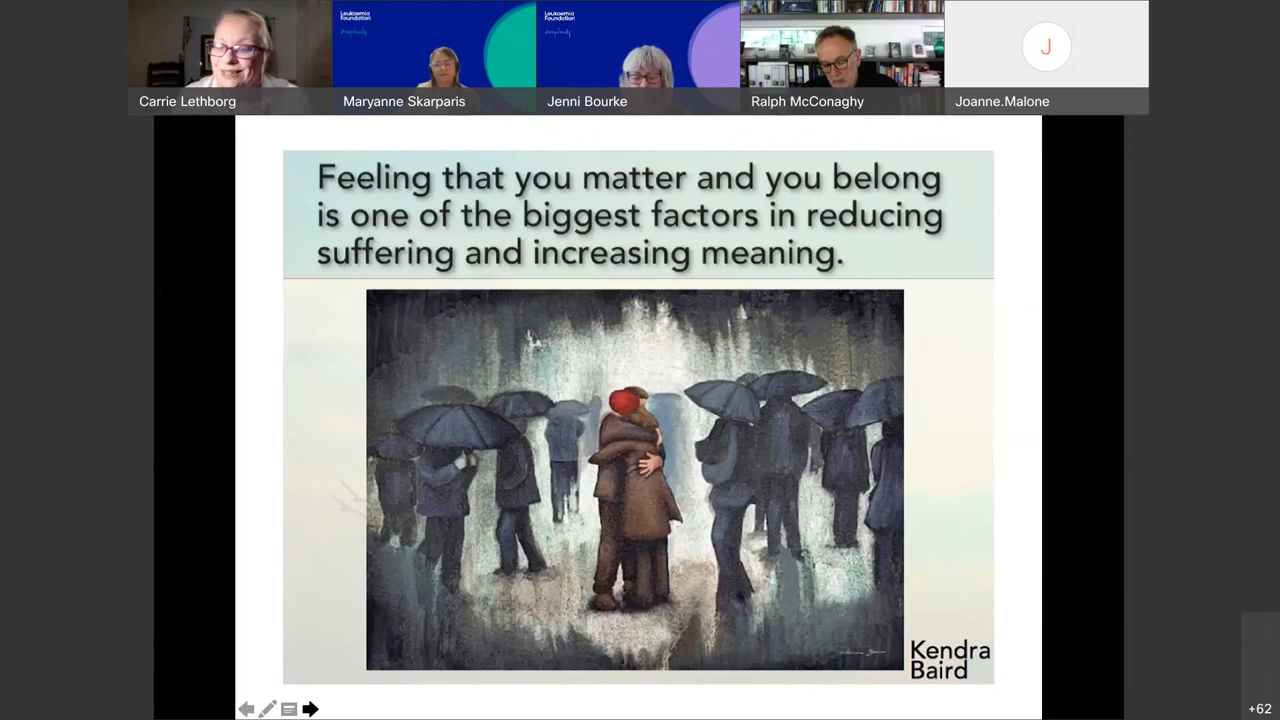 Leukaemia
Foundation
Leukaemia
Foundation
J
Carrie Lethborg
Maryanne Skarparis
Jenni Bourke
Ralph McConaghy
Joanne.Malone
Feeling that you matter and you belong
is one of the biggest factors in reducing
suffering and increasing meaning.
Kendra
Baird
+62